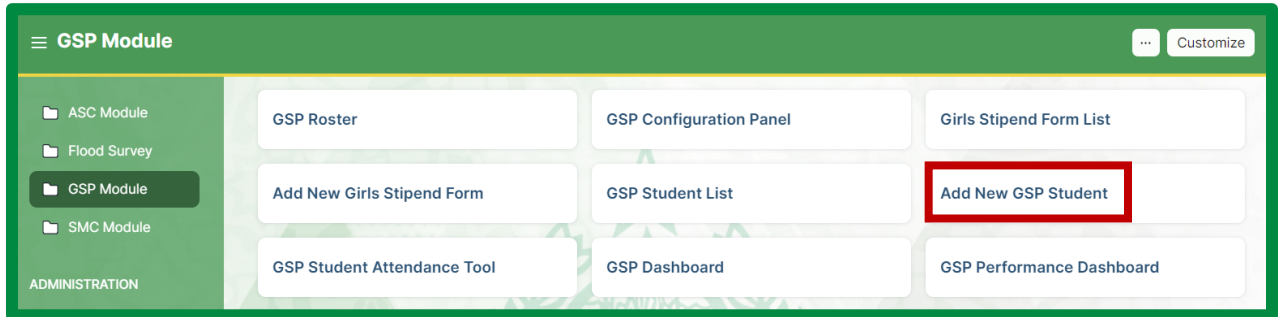 GSP Module
... Customize
ASC Module
Flood Survey
GSP Module
SMC Module
ADMINISTRATION
GSP Roster
GSP Configuration Panel
Girls Stipend Form List
Add New Girls Stipend Form
GSP Student List
Add New GSP Student
GSP Student Attendance Tool
GSP Dashboard
GSP Performance Dashboard